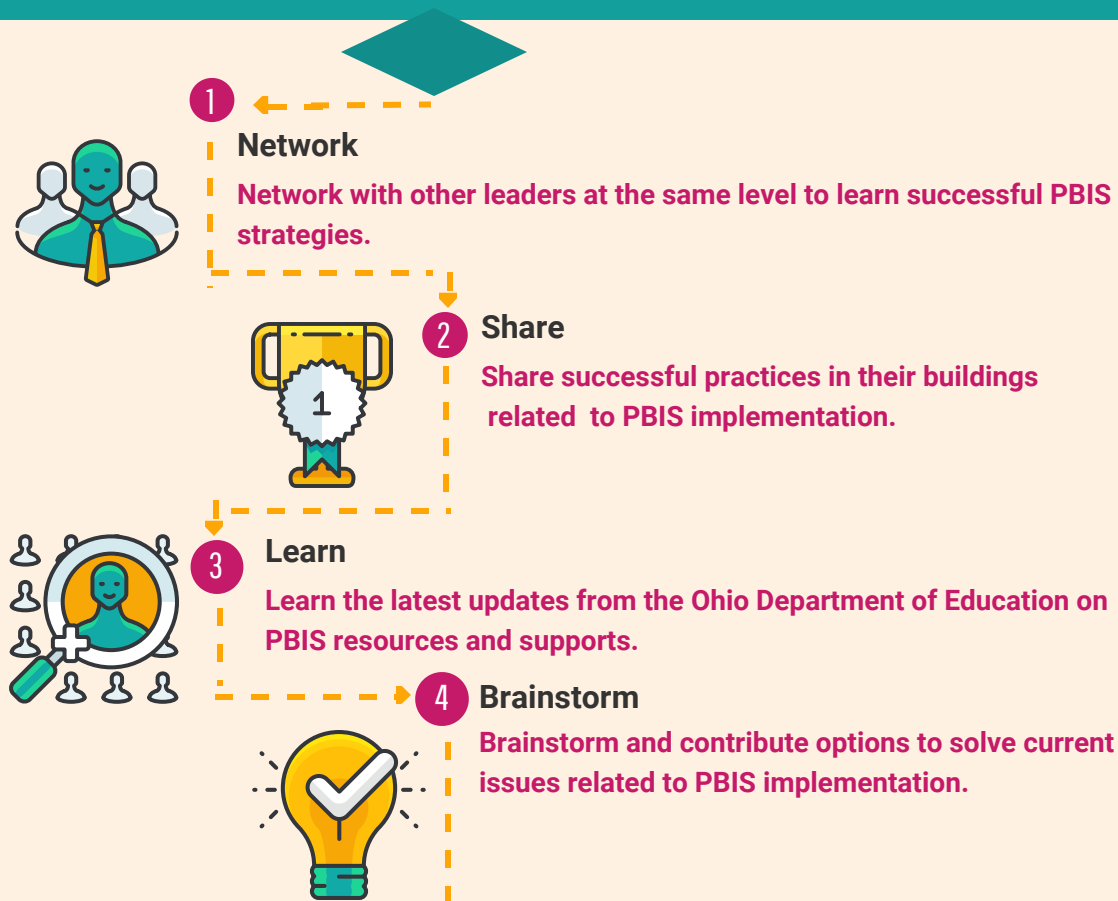 1
Network
Network with other leaders at the same level to learn successful PBIS
strategies.
2
Share
Share successful practices in their buildings
related to PBIS implementation.
1
3
Learn
Learn the latest updates from the Ohio Department of Education on
PBIS resources and supports.
4
Brainstorm
Brainstorm and contribute options to solve current
issues related to PBIS implementation.